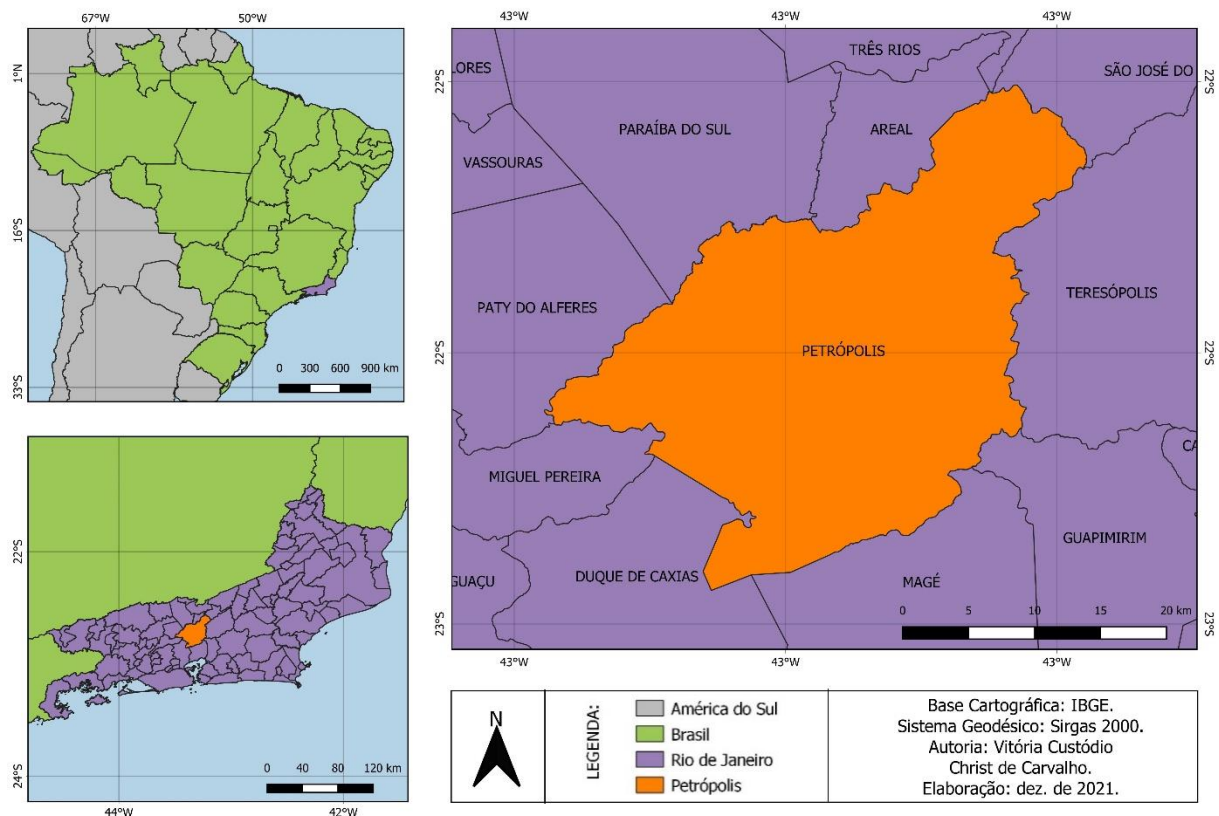 67°W 50°W
1°N
16°S
33°S
0 300 600 900 km
43°W 43°W 43°W
22°S 22°S
LORES
TRÊS RIOS
SÃO JOSÉ DO
PARAÍBA DO SUL
AREAL
VASSOURAS
PATY DO ALFERES
TERESÓPOLIS
PETRÓPOLIS
22°S 22°S
MIGUEL PEREIRA
CA
GUAPIMIRIM
GUAÇU
DUQUE DE CAXIAS
MAGÉ
0 5 10 15 20 km
23°S 23°S
43°W 43°W 43°W
22°S 22°S
24°S 24°S
0 40 80 120 km
44°W 42°W
N
LEGENDA:
América do Sul
Brasil
Rio de Janeiro
Petrópolis
Base Cartográfica: IBGE.
Sistema Geodésico: Sirgas 2000.
Autoria: Vitória Custódio
Christ de Carvalho.
Elaboração: dez. de 2021.